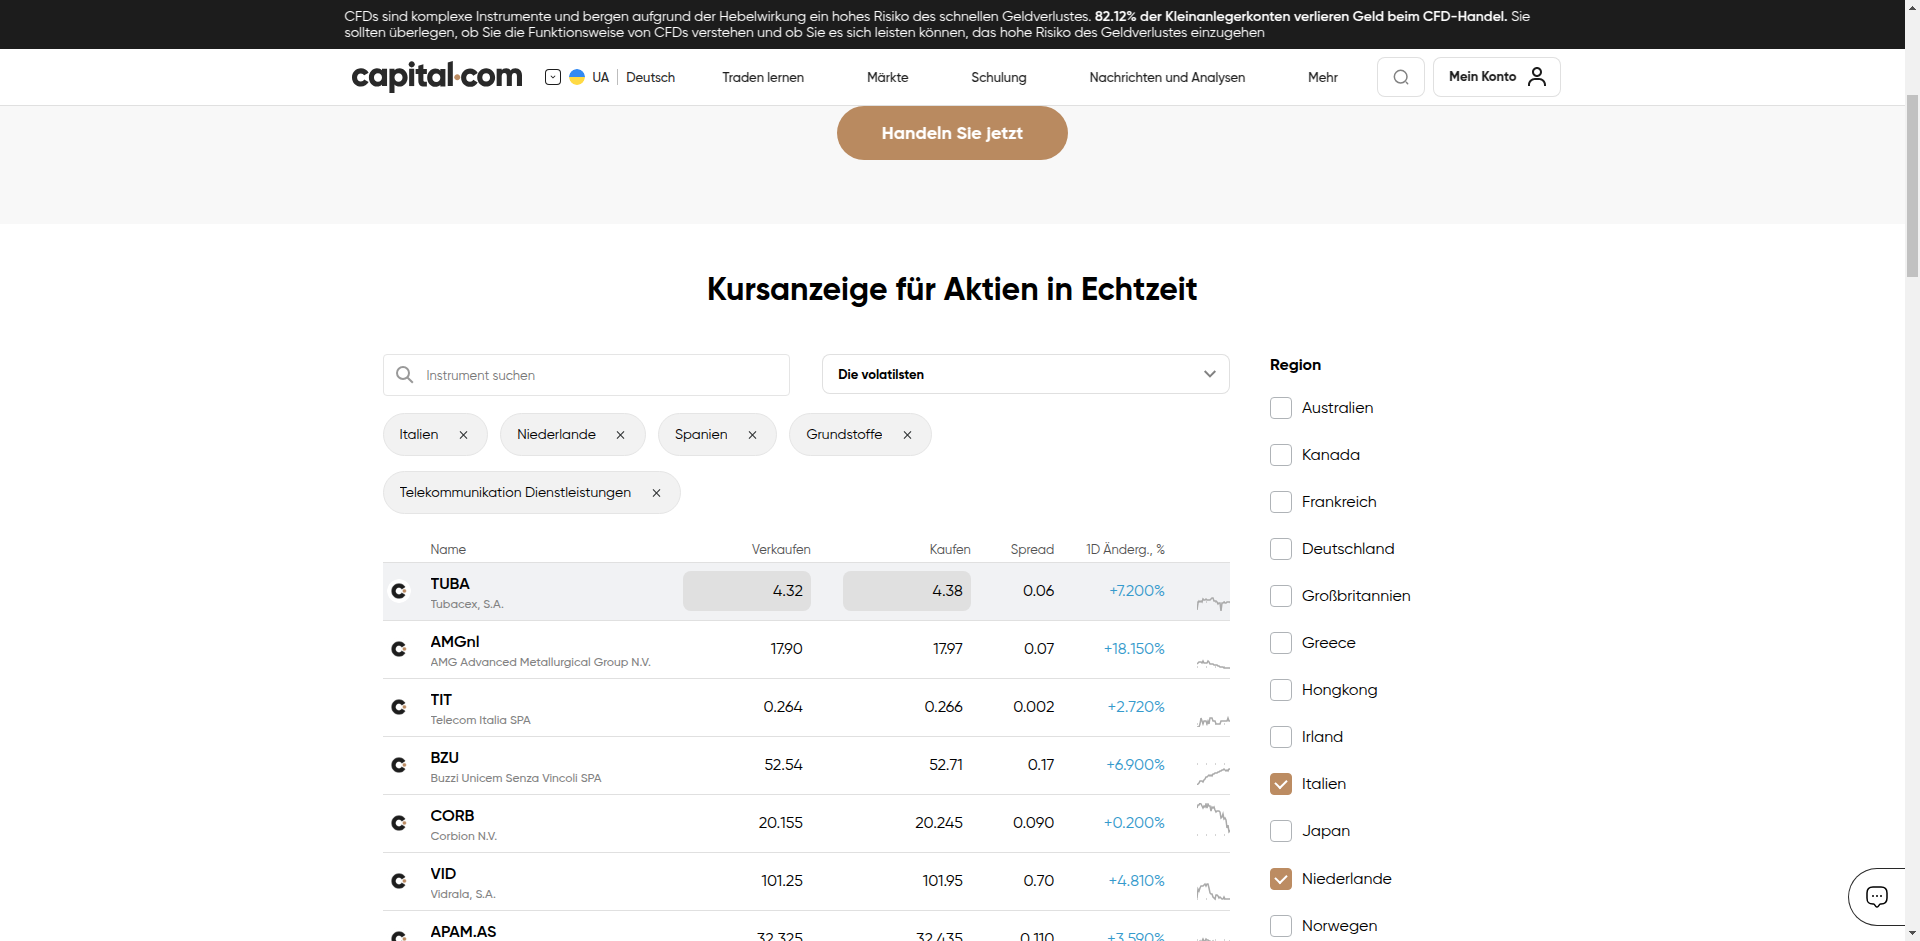 CFDs sind komplexe Instrumente und bergen aufgrund der Hebelwirkung ein hohes Risiko des schnellen Geldverlustes. 82.12% der Kleinanlegerkonten verlieren Geld beim CFD-Handel. Sie
sollten überlegen, ob Sie die Funktionsweise von CFDs verstehen und ob Sie es sich leisten können, das hohe Risiko des Geldverlustes einzugehen
capital.com UA Deutsch Traden lernen Märkte Schulung Nachrichten und Analysen Mehr Mein Konto
Handeln Sie jetzt
Kursanzeige für Aktien in Echtzeit
Instrument suchen Die volatilsten
Italien Niederlande Spanien Grundstoffe
Telekommunikation Dienstleistungen
Name Verkaufen Kaufen Spread 1D Änderg., %
TUBA 4.32 4.38 0.06 +7.200%
Tubacex, S.A.
AMGnl 17.90 17.97 0.07 +18.150%
AMG Advanced Metallurgical Group N.V.
TIT 0.264 0.266 0.002 +2.720%
Telecom Italia SPA
BZU 52.54 52.71 0.17 +6.900%
Buzzi Unicem Senza Vincoli SPA
CORB 20.155 20.245 0.090 +0.200%
Corbion N.V.
VID 101.25 101.95 0.70 +4.810%
Vidrala, S.A.
APAM.AS 32.325 32.435 0.110 +3.590%
Region
Australien
Kanada
Frankreich
Deutschland
Großbritannien
Greece
Hongkong
Irland
Italien
Japan
Niederlande
Norwegen